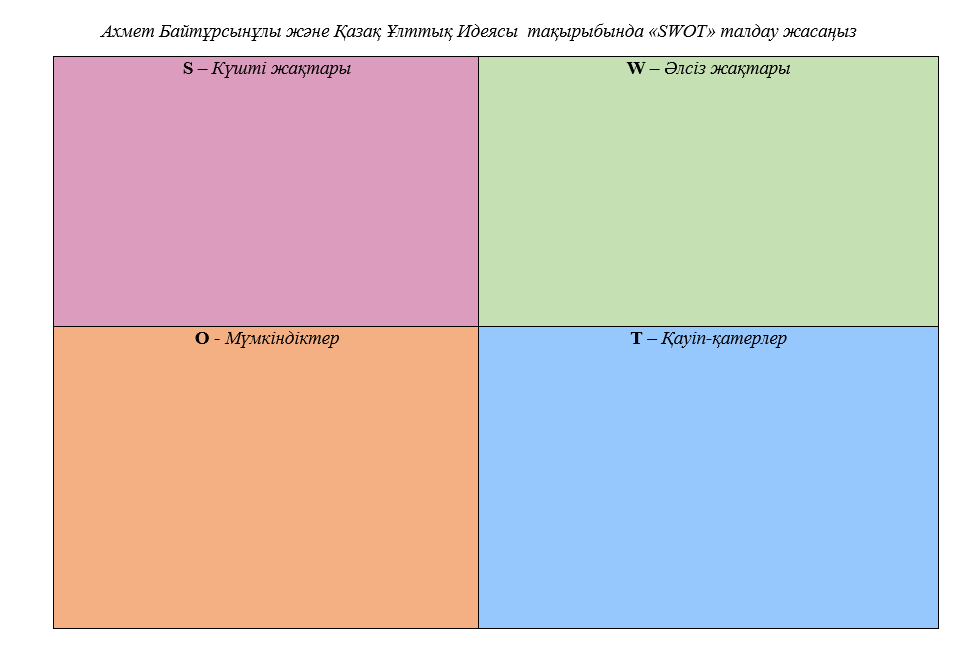 Ахмет Байтұрсынұлы және Қазақ Ұлттық Идеясы тақырыбында «SWOT» талдау жасаңыз
S – Күшті жақтары
W – Әлсіз жақтары
O - Мүмкіндіктер
T – Қауіп-қатерлер